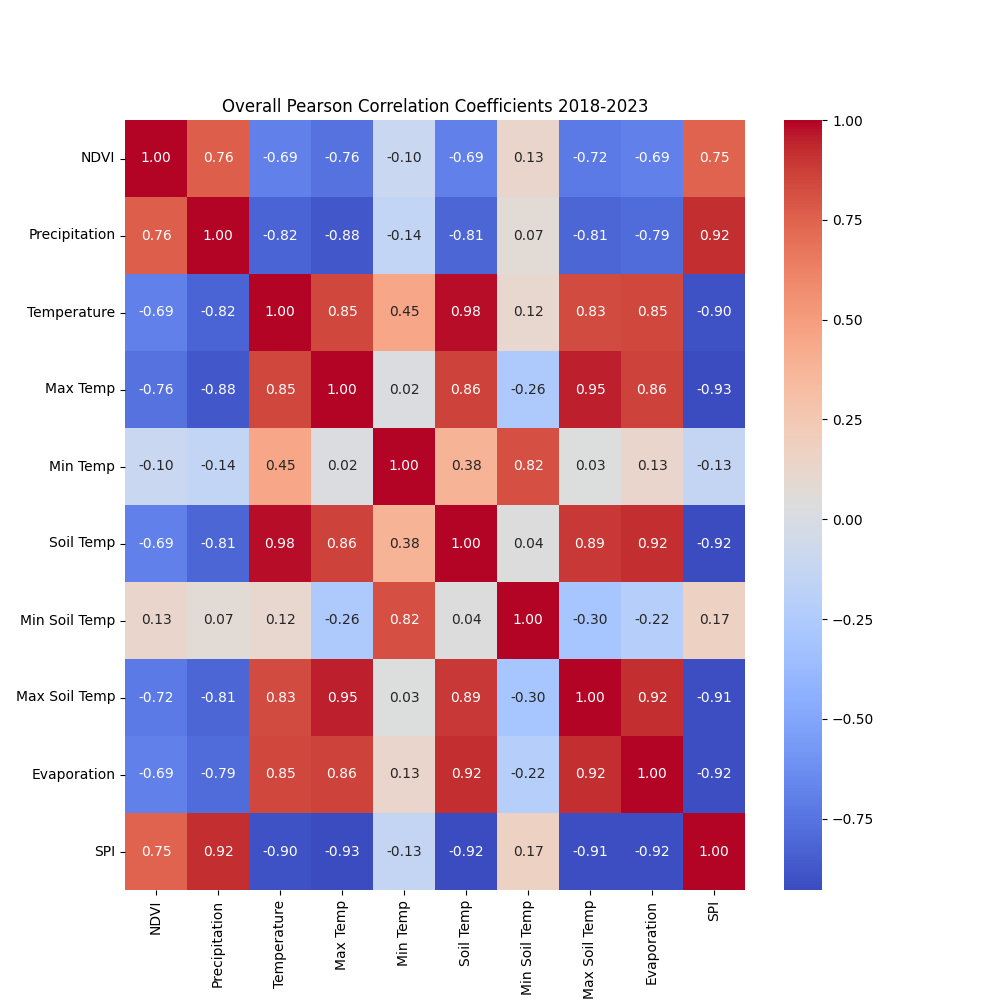 Overall Pearson Correlation Coefficients 2018-2023
NDVI 1.00 0.76 -0.69 -0.76 -0.10 -0.69 0.13 -0.72 -0.69 0.75
Precipitation 0.76 1.00 -0.82 -0.88 -0.14 -0.81 0.07 -0.81 -0.79 0.92
Temperature -0.69 -0.82 1.00 0.85 0.45 0.98 0.12 0.83 0.85 -0.90
Max Temp -0.76 -0.88 0.85 1.00 0.02 0.86 -0.26 0.95 0.86 -0.93
Min Temp -0.10 -0.14 0.45 0.02 1.00 0.38 0.82 0.03 0.13 -0.13
Soil Temp -0.69 -0.81 0.98 0.86 0.38 1.00 0.04 0.89 0.92 -0.92
Min Soil Temp 0.13 0.07 0.12 -0.26 0.82 0.04 1.00 -0.30 -0.22 0.17
Max Soil Temp -0.72 -0.81 0.83 0.95 0.03 0.89 -0.30 1.00 0.92 -0.91
Evaporation -0.69 -0.79 0.85 0.86 0.13 0.92 -0.22 0.92 1.00 -0.92
SPI 0.75 0.92 -0.90 -0.93 -0.13 -0.92 0.17 -0.91 -0.92 1.00
NDVI
Precipitation
Temperature
Max Temp
Min Temp
Soil Temp
Min Soil Temp
Max Soil Temp
Evaporation
SPI
1.00
0.75
0.50
0.25
0.00
−0.25
−0.50
−0.75